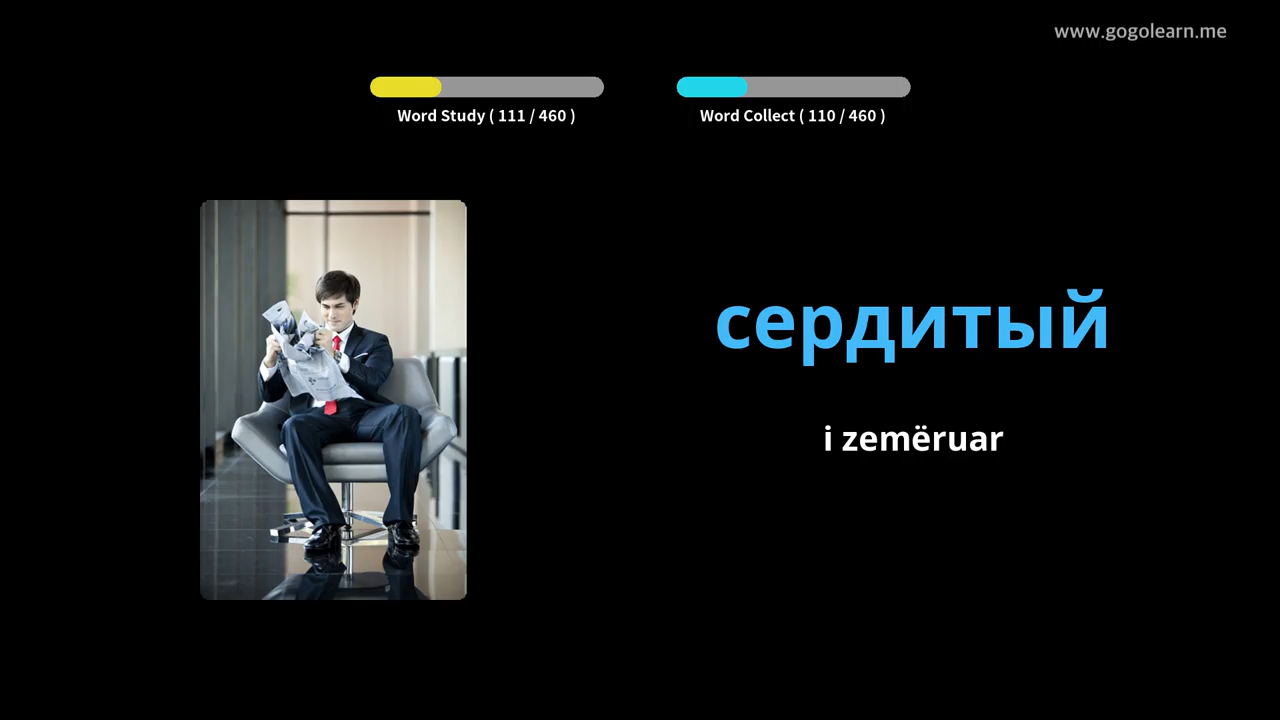 www.gogolearn.me
Word Study ( 111 / 460 )
Word Collect ( 110 / 460 )
сердитый
i zemëruar